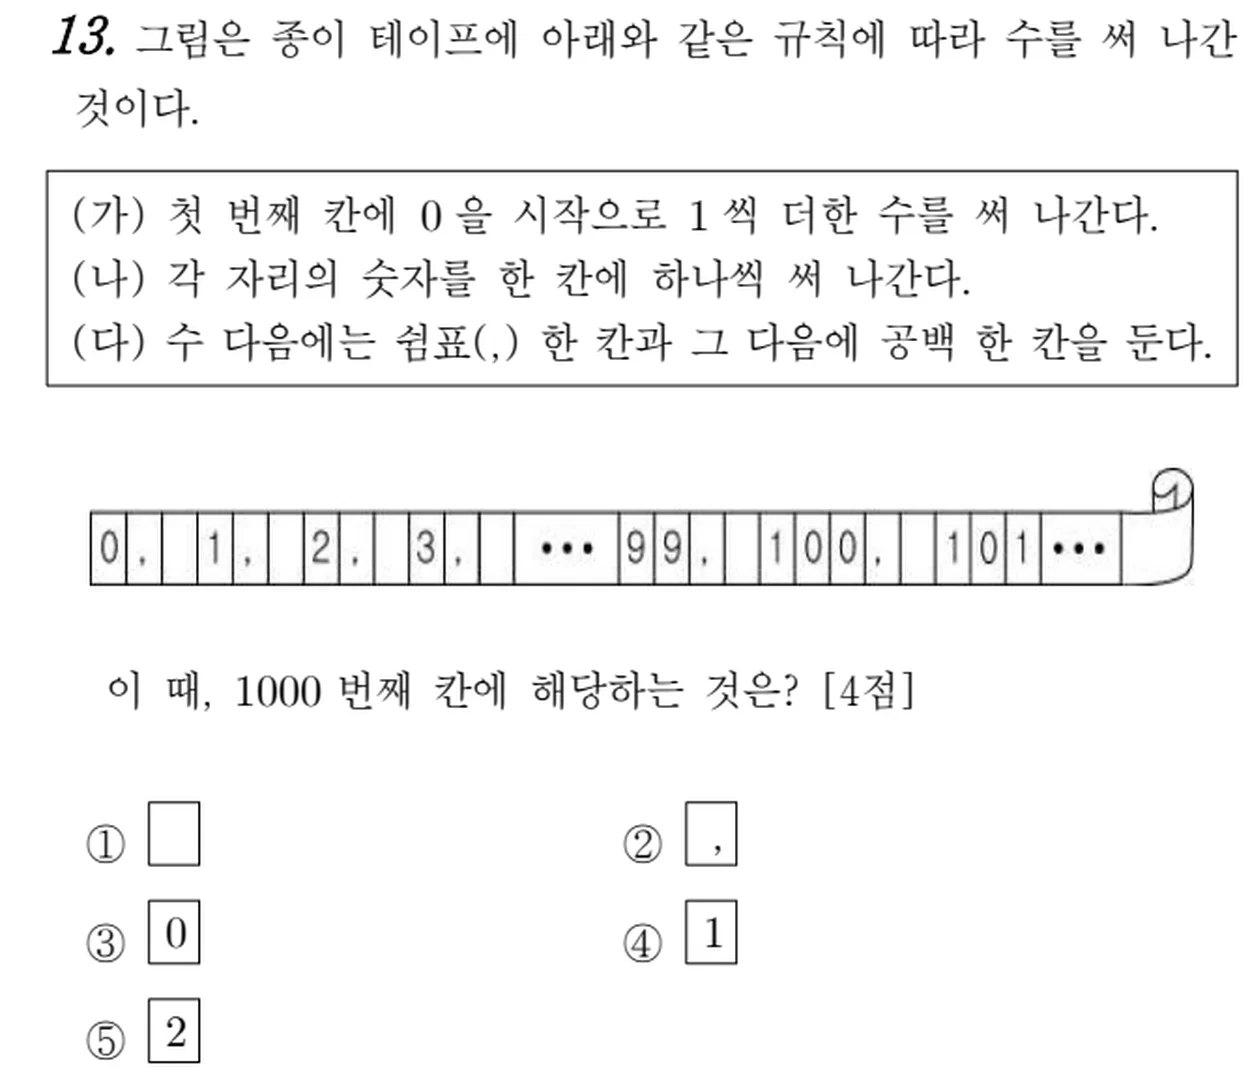 13. 그림은 종이 테이프에 아래와 같은 규칙에 따라 수를 써 나간
것이다.
(가) 첫 번째 칸에 0을 시작으로 1씩 더한 수를 써 나간다.
(나) 각 자리의 숫자를 한 칸에 하나씩 써 나간다.
(다) 수 다음에는 쉼표(,) 한 칸과 그 다음에 공백 한 칸을 둔다.
0 , 1 , 2 , 3 , ··· 9 9 , 1 0 0 , 1 0 1 ···
이 때, 1000번째 칸에 해당하는 것은? [4점]
① ② ,
③ 0 ④ 1
⑤ 2